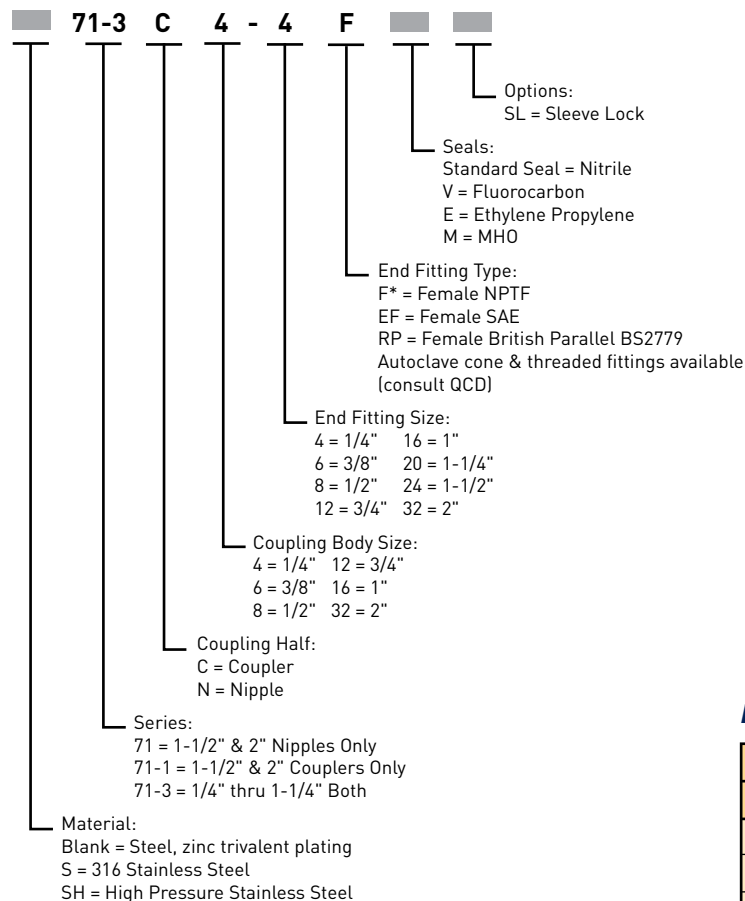 71-3 C 4 - 4 F
Options:
SL = Sleeve Lock
Seals:
Standard Seal = Nitrile
V = Fluorocarbon
E = Ethylene Propylene
M = MHO
End Fitting Type:
F* = Female NPTF
EF = Female SAE
RP = Female British Parallel BS2779
Autoclave cone & threaded fittings available
(consult QCD)
End Fitting Size:
4 = 1/4" 16 = 1"
6 = 3/8" 20 = 1-1/4"
8 = 1/2" 24 = 1-1/2"
12 = 3/4" 32 = 2"
Coupling Body Size:
4 = 1/4" 12 = 3/4"
6 = 3/8" 16 = 1"
8 = 1/2" 32 = 2"
Coupling Half:
C = Coupler
N = Nipple
Series:
71 = 1-1/2" & 2" Nipples Only
71-1 = 1-1/2" & 2" Couplers Only
71-3 = 1/4" thru 1-1/4" Both
Material:
Blank = Steel, zinc trivalent plating
S = 316 Stainless Steel
SH = High Pressure Stainless Steel